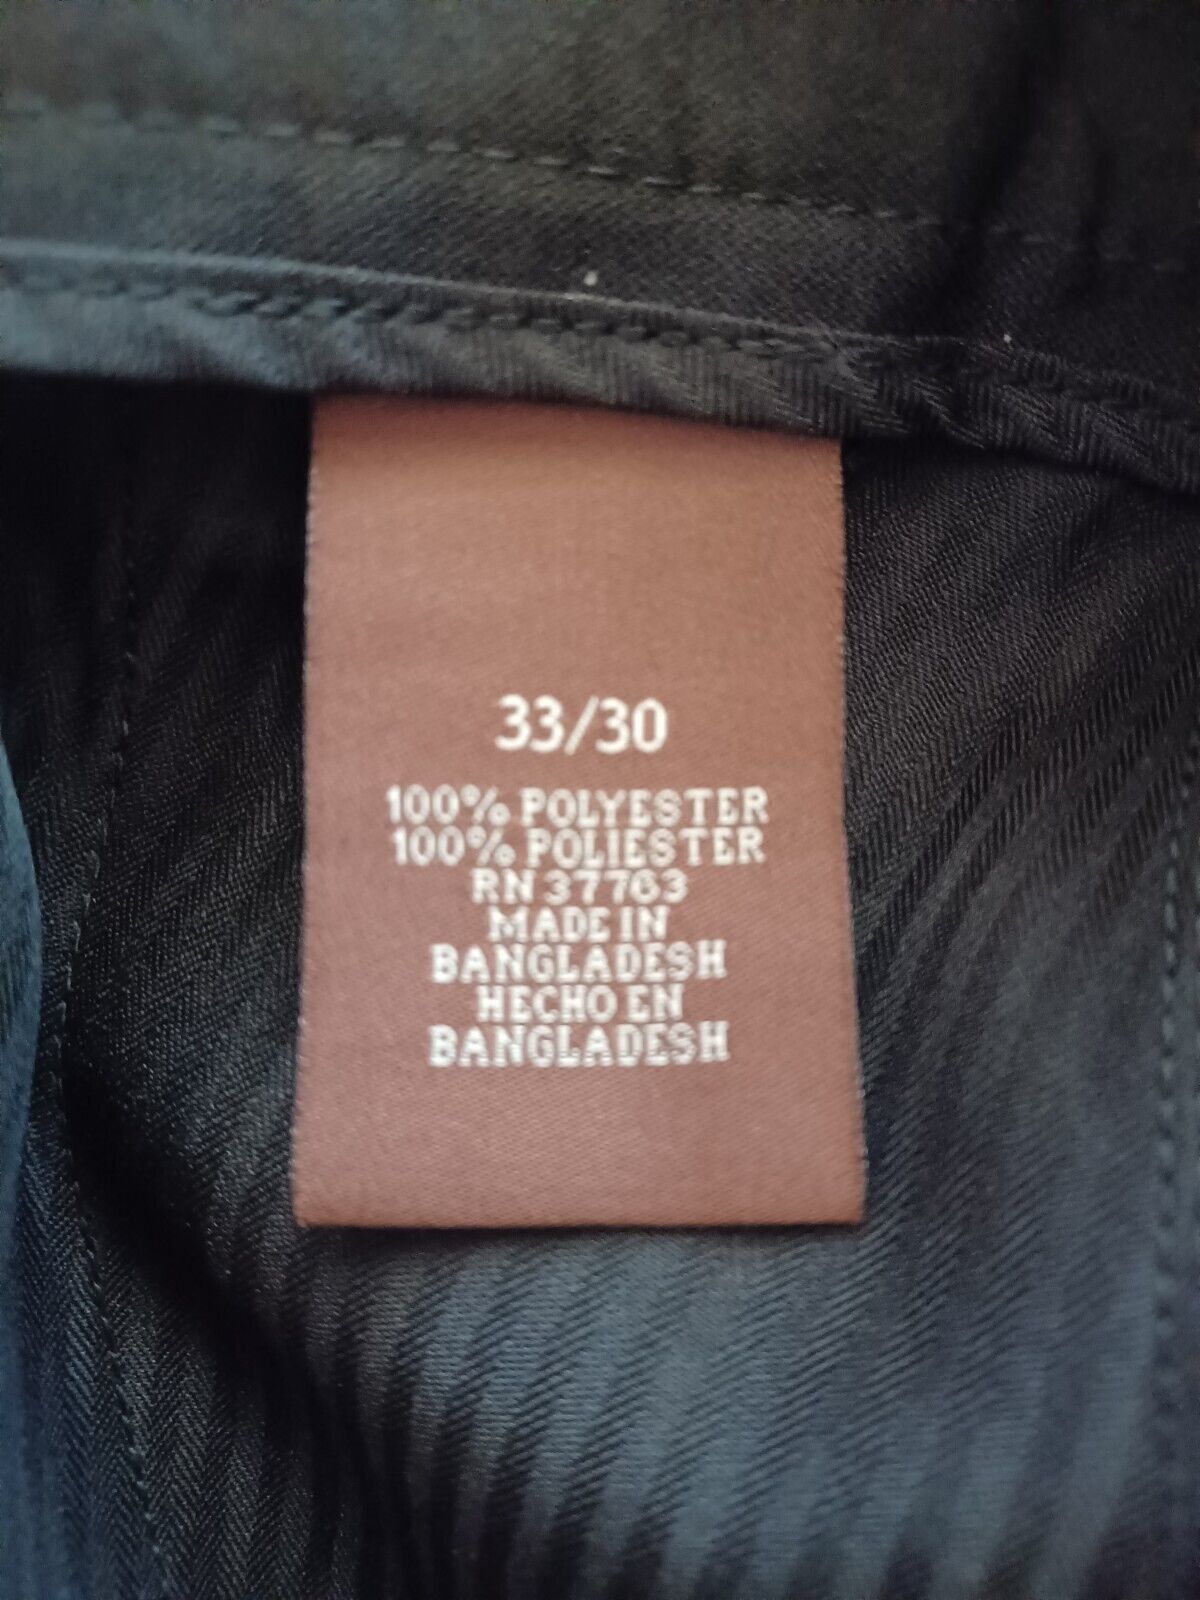 33/30
100% POLYESTER
100% POLIESTER
RN 37763
MADE IN
BANGLADESH
HECHO EN
BANGLADESH